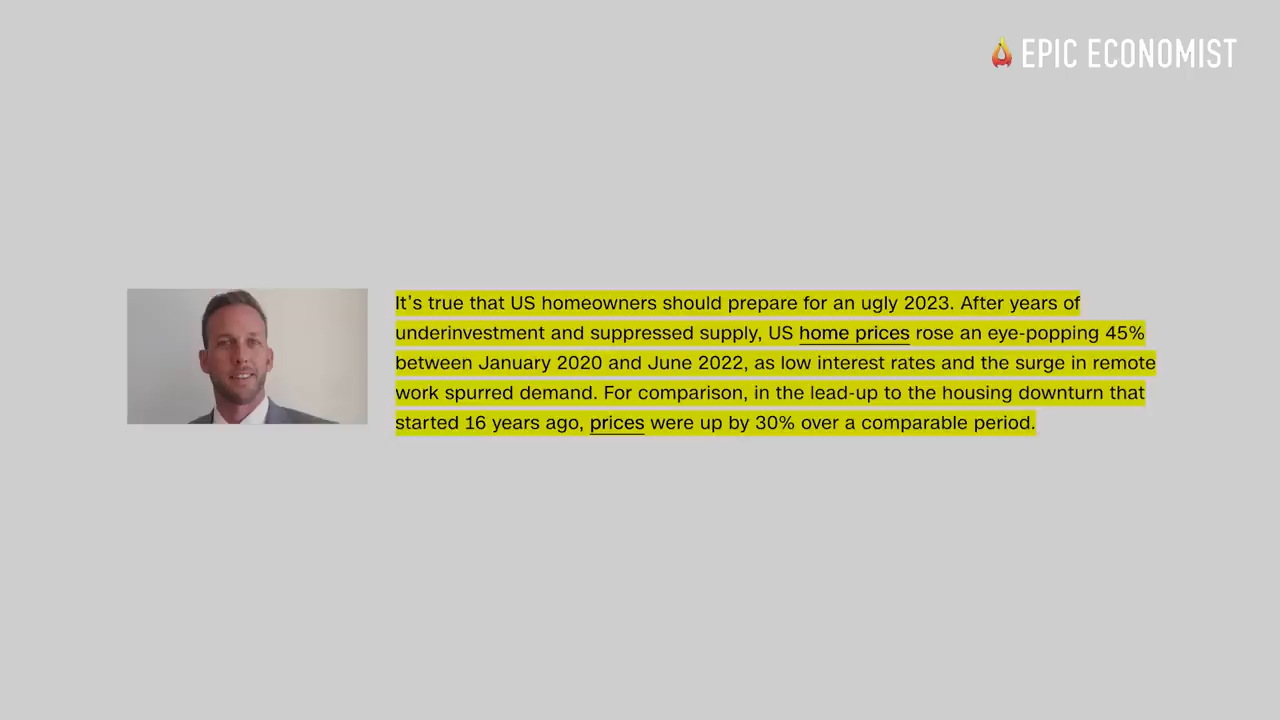 EPIC ECONOMIST
It's true that US homeowners should prepare for an ugly 2023. After years of
underinvestment and suppressed supply, US home prices rose an eye-popping 45%
between January 2020 and June 2022, as low interest rates and the surge in remote
work spurred demand. For comparison, in the lead-up to the housing downturn that
started 16 years ago, prices were up by 30% over a comparable period.